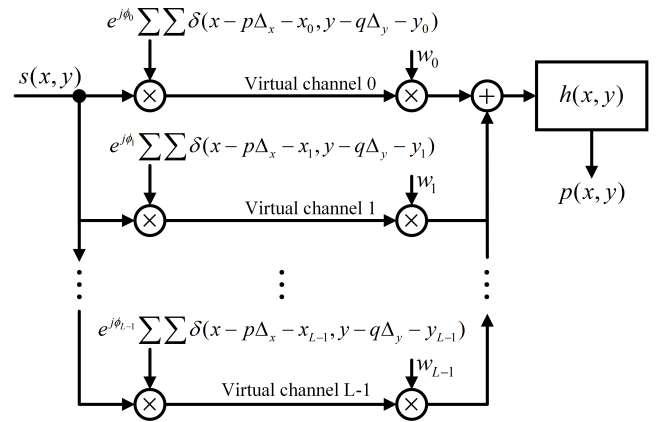 e^{jϕ_0} ∑∑ δ(x − pΔ_x − x_0, y − qΔ_y − y_0)
w_0
s(x, y)
Virtual channel 0
h(x, y)
e^{jϕ_1} ∑∑ δ(x − pΔ_x − x_1, y − qΔ_y − y_1)
w_1
p(x, y)
Virtual channel 1
e^{jϕ_{L−1}} ∑∑ δ(x − pΔ_x − x_{L−1}, y − qΔ_y − y_{L−1})
w_{L−1}
Virtual channel L-1